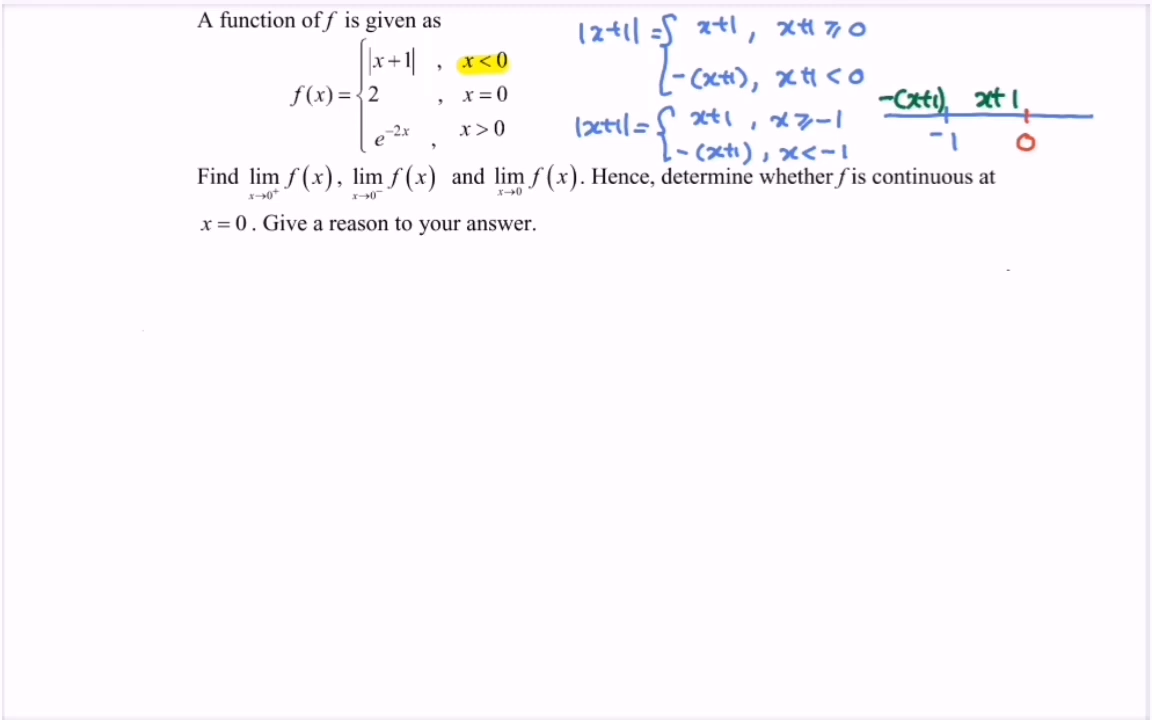 A function of f is given as
f(x) = { |x+1| , x < 0
2 , x = 0
e^{-2x} , x > 0
|x+1| = { x+1, x+1 ≥ 0
-(x+1), x+1 < 0
|x+1| = { x+1, x ≥ -1
-(x+1), x < -1
-(x+1) x+1
-1 0
Find lim_{x→0⁺} f(x), lim_{x→0⁻} f(x) and lim_{x→0} f(x). Hence, determine whether f is continuous at
x = 0. Give a reason to your answer.